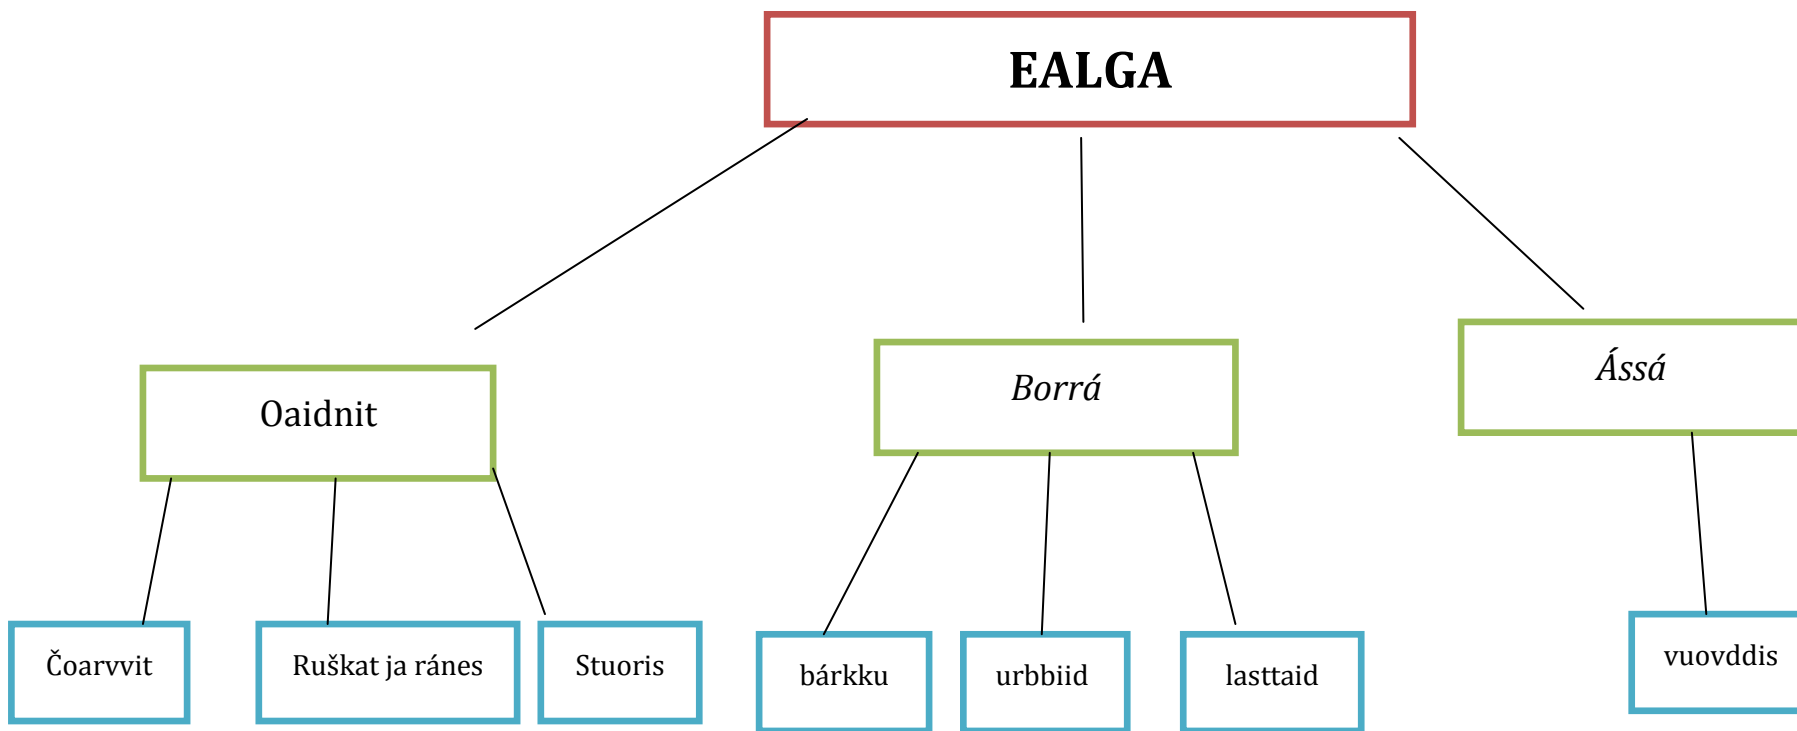 EALGA
Oaidnit
Borrá
Ássá
Čoarvvit
Ruškat ja ránes
Stuoris
bárkku
urbbiid
lasttaid
vuovddis